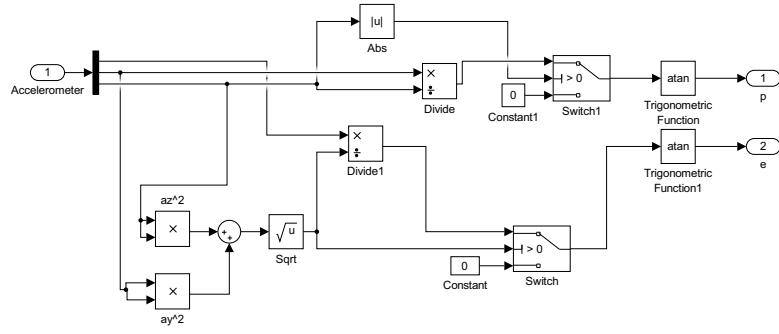 |u|
Abs
1
Accelerometer
×
÷
Divide
> 0
0
Constant1
Switch1
atan
Trigonometric
Function
1
p
×
÷
Divide1
atan
Trigonometric
Function1
2
e
az^2
×
+
+
√u
Sqrt
> 0
0
Constant
Switch
×
ay^2